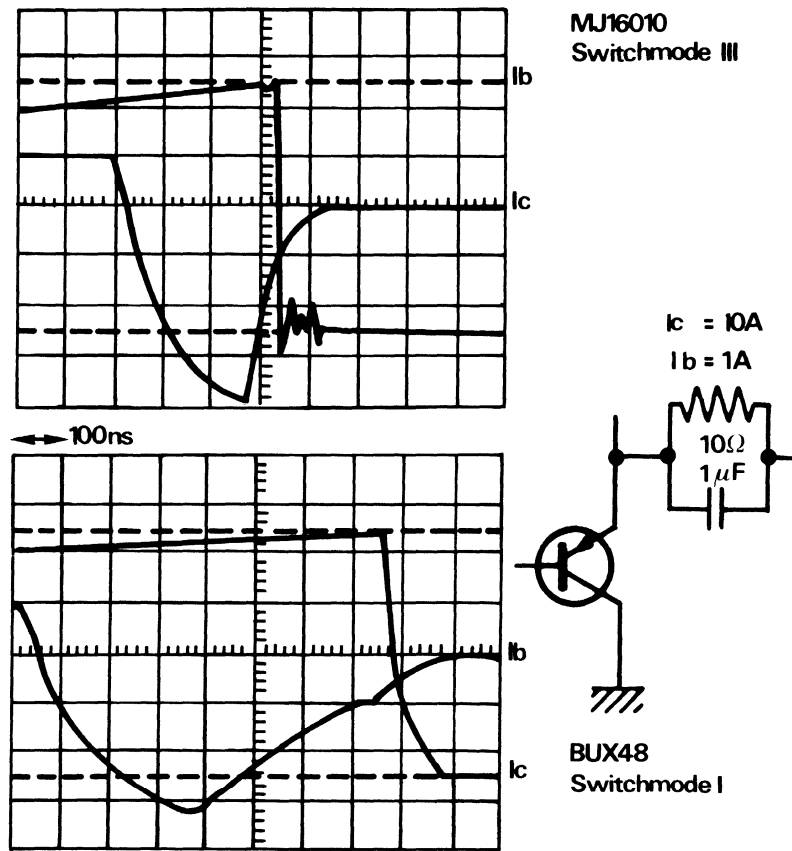 MJ16010
Switchmode III
Ib
Ic
Ic = 10A
Ib = 1A
100ns
10Ω
1μF
Ib
Ic
BUX48
Switchmode I